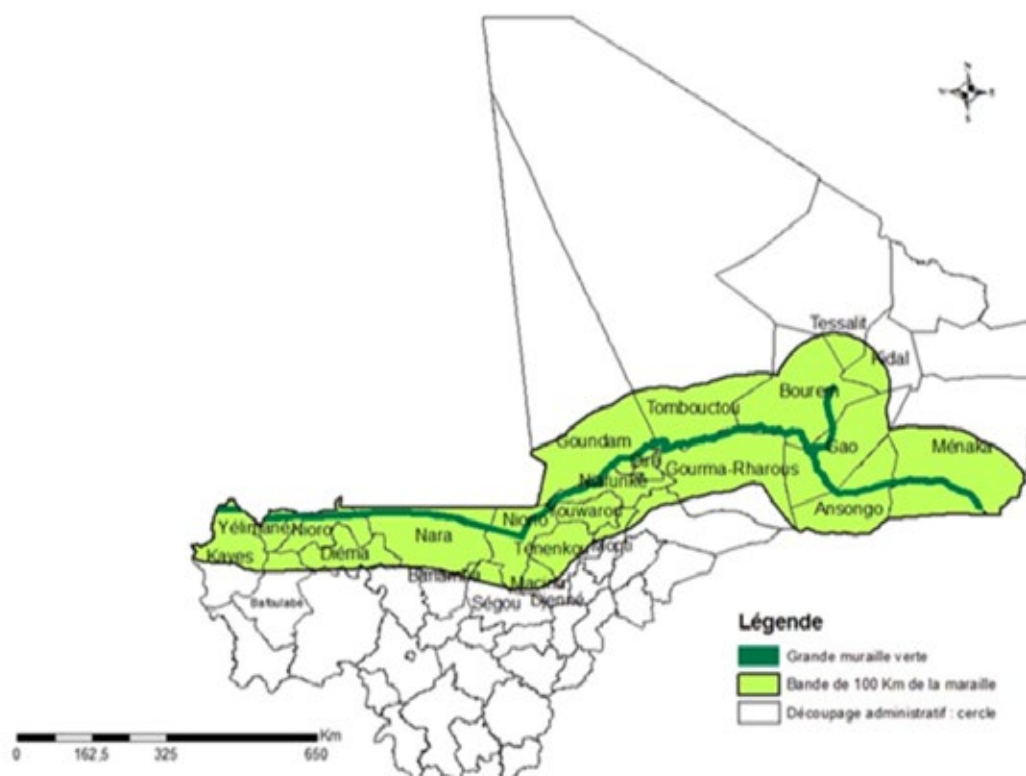 N
W E
S
Tessalit
Kidal
Bourem
Tombouctou
Goundam
Gao
Ménaka
Gourma-Rharous
Niafunké
Ansongo
Youwarou
Niono
Yélimané
Nioro
Nara
Ténenkou
Mopti
Kayes
Diéma
Banamba
Macina
Bafoulabé
Ségou
Djenné
Légende
Grande muraille verte
Bande de 100 Km de la maraille
Découpage administratif : cercle
Km
0 162,5 325 650